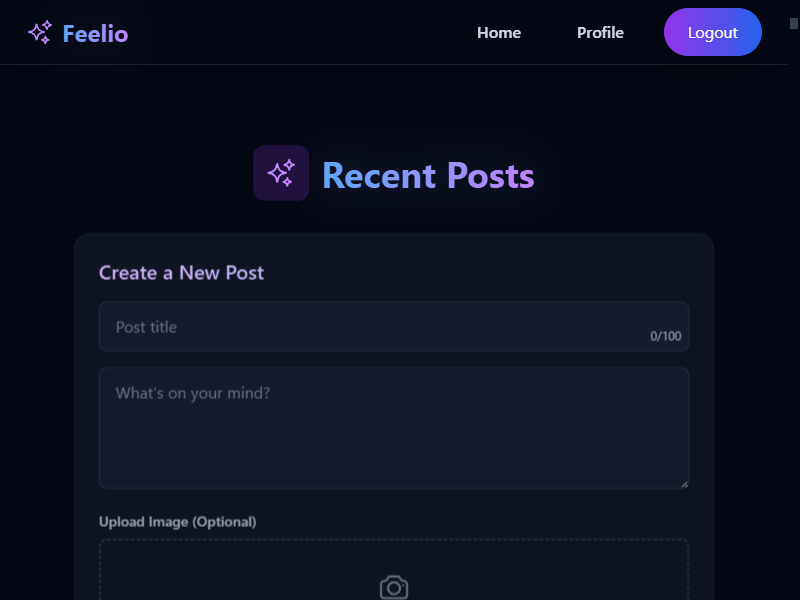 Feelio
Home
Profile
Logout
Recent Posts
Create a New Post
Post title
0/100
What's on your mind?
Upload Image (Optional)